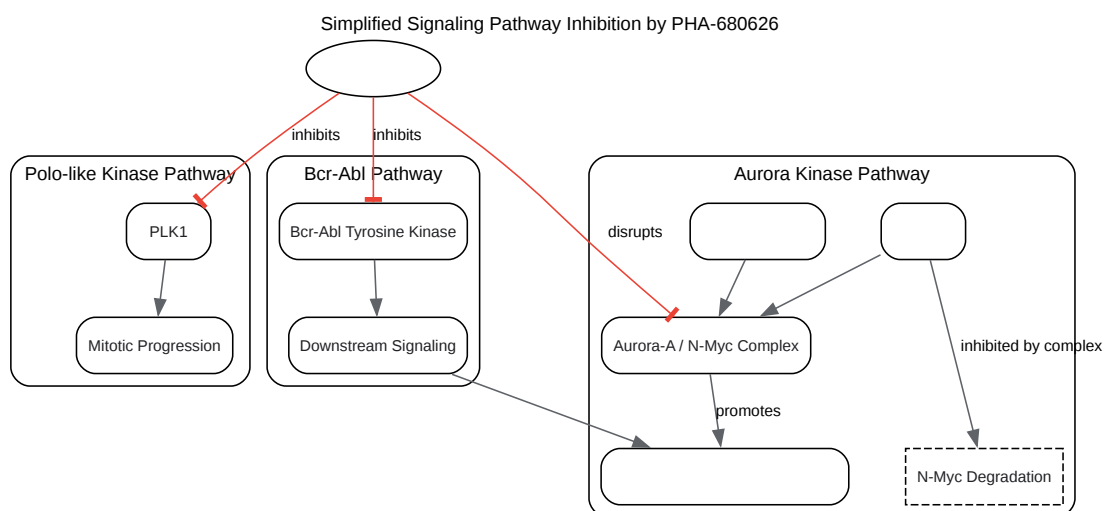 Simplified Signaling Pathway Inhibition by PHA-680626
inhibits
inhibits
Polo-like Kinase Pathway
Bcr-Abl Pathway
Aurora Kinase Pathway
PLK1
Bcr-Abl Tyrosine Kinase
disrupts
Mitotic Progression
Downstream Signaling
Aurora-A / N-Myc Complex
inhibited by complex
promotes
N-Myc Degradation